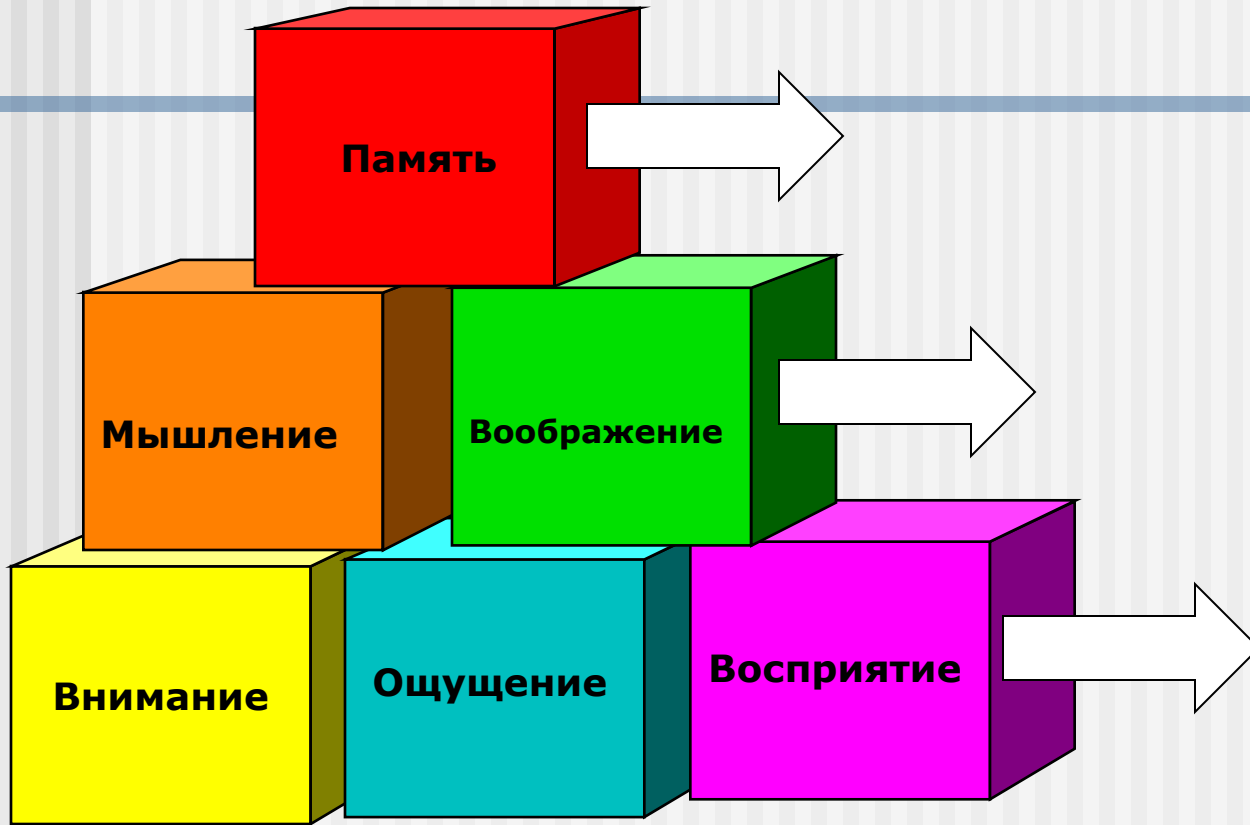 Память
Мышление
Воображение
Внимание
Ощущение
Восприятие